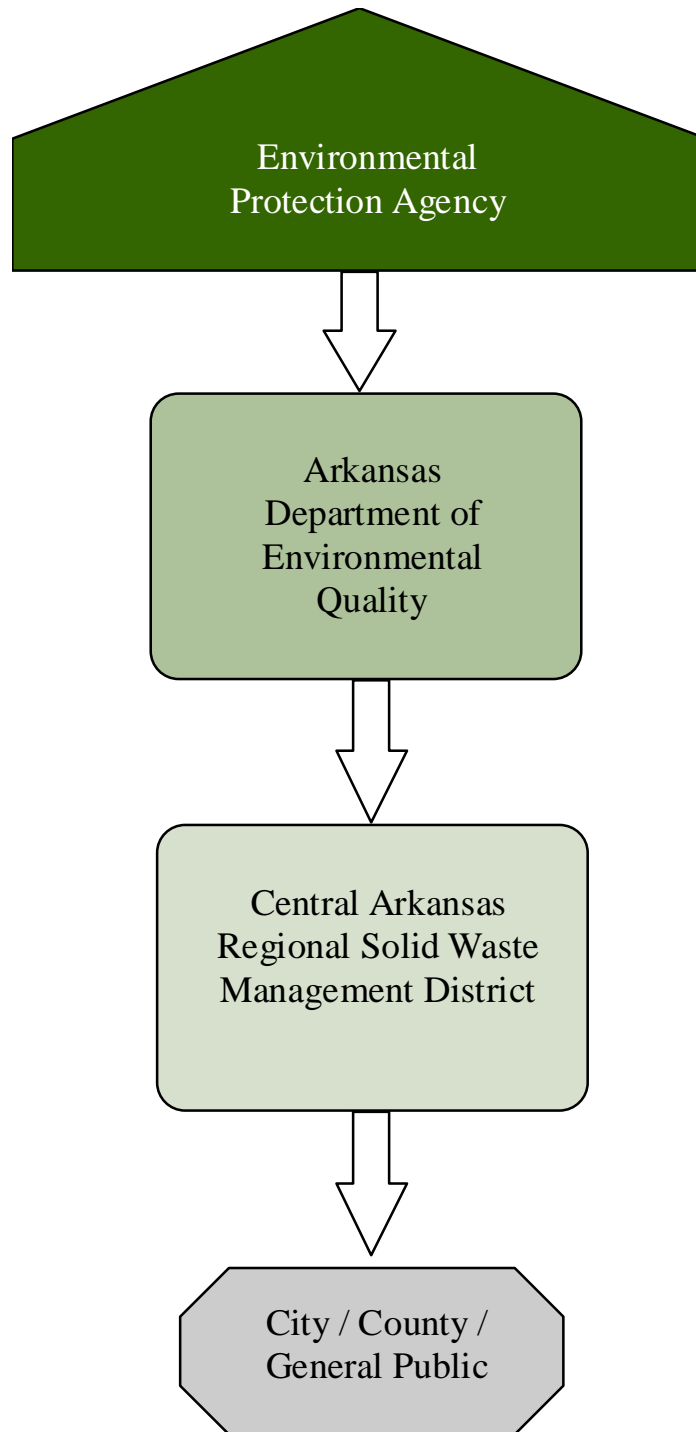 Environmental
Protection Agency
Arkansas
Department of
Environmental
Quality
Central Arkansas
Regional Solid Waste
Management District
City / County /
General Public